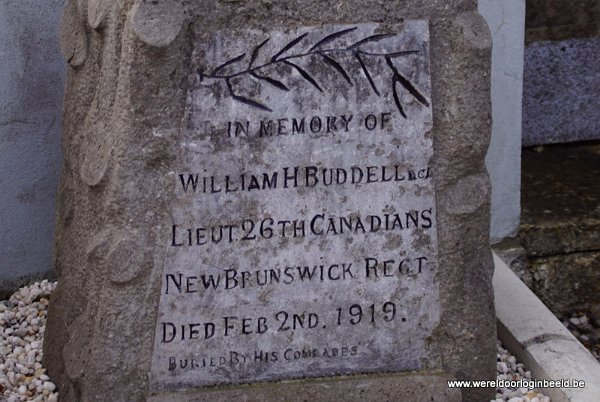 IN MEMORY OF
WILLIAM H BUDDELL D.C.M.
LIEUT. 26TH CANADIANS
NEW BRUNSWICK REGT
DIED FEB 2ND. 1919.
BURIED BY HIS COMRADES
www.wereldoorloginbeeld.be